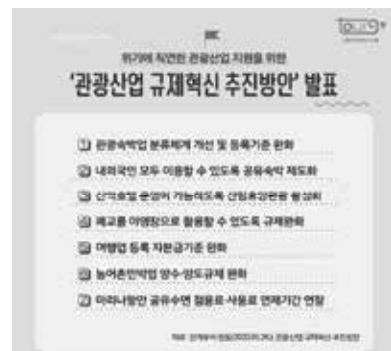 위기에 직면한 관광산업 지원을 위한
'관광산업 규제혁신 추진방안' 발표
1 관광숙박업 분류체계 개선 및 등록기준 완화
2 내외국인 모두 이용할 수 있도록 공유숙박 제도화
3 산악호텔 운영이 가능하도록 산림휴양관광 활성화
4 폐교를 야영장으로 활용할 수 있도록 규제완화
5 여행업 등록 자본금기준 완화
6 농어촌민박업 양수·양도규제 완화
7 마리나항만 공유수면 점용료·사용료 면제기간 연장